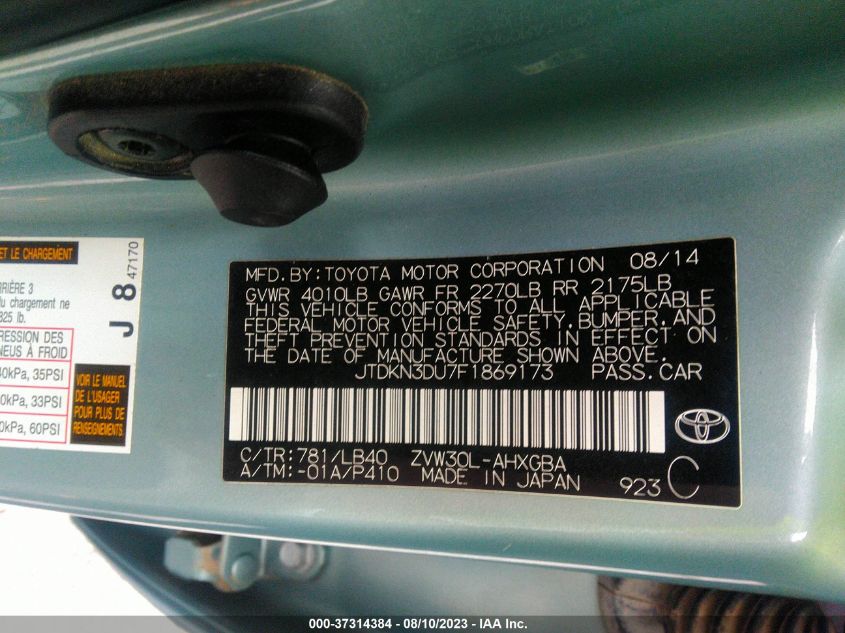 MFD. BY: TOYOTA MOTOR CORPORATION 08/14
GVWR 4010LB GAWR FR 2270LB RR 2175LB
THIS VEHICLE CONFORMS TO ALL APPLICABLE
FEDERAL MOTOR VEHICLE SAFETY, BUMPER, AND
THEFT PREVENTION STANDARDS IN EFFECT ON
THE DATE OF MANUFACTURE SHOWN ABOVE.
JTDKN3DU7F1869173 PASS. CAR
C/TR: 781/LB40 ZVW30L-AHXGBA
A/TM: -01A/P410 MADE IN JAPAN 923 C
ET LE CHARGEMENT
RRIÈRE 3
u chargement ne
325 lb.
RESSION DES
NEUS À FROID
40kPa, 35PSI
0kPa, 33PSI
0kPa, 60PSI
VOIR LE MANUEL
DE L'USAGER
POUR PLUS DE
RENSEIGNEMENTS
J 8 47170
000-37314384 - 08/10/2023 - IAA Inc.